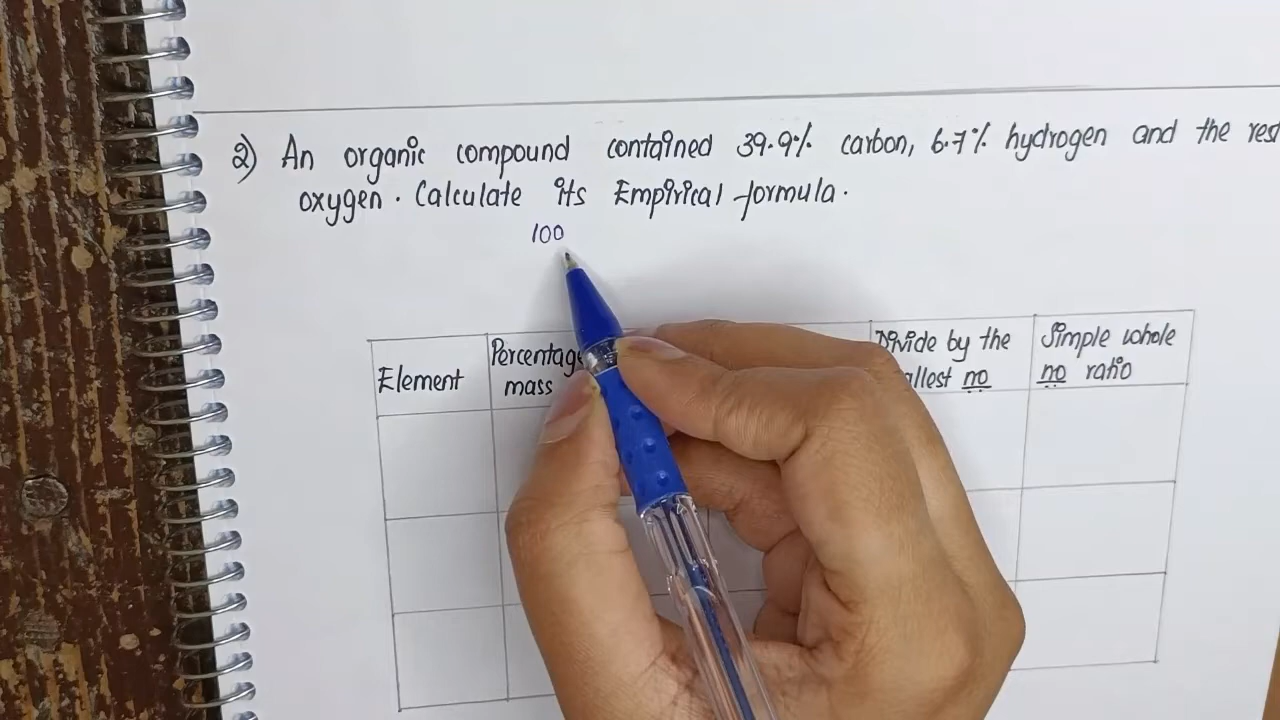 2) An organic compound contained 39.9% carbon, 6.7% hydrogen and the rest
oxygen. Calculate its Empirical formula.
100
Element
Percentage
mass
Divide by the
allest no
Simple whole
no ratio